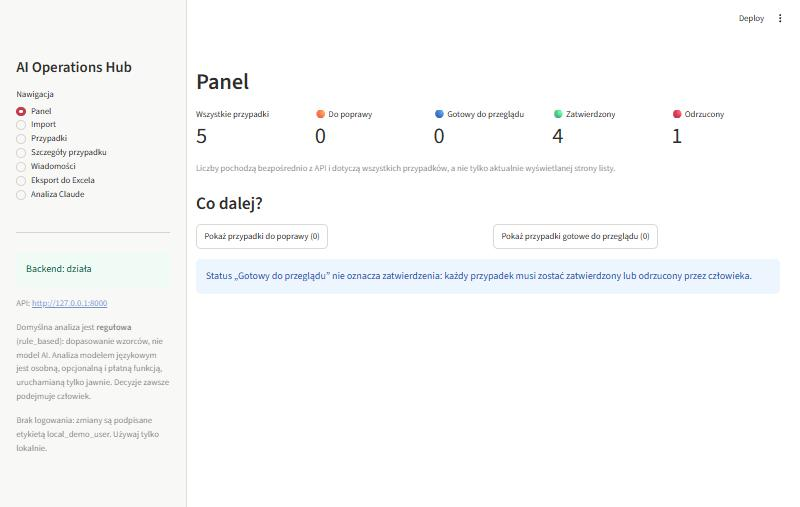 Deploy
AI Operations Hub
Nawigacja
Panel
Import
Przypadki
Szczegóły przypadku
Wiadomości
Eksport do Excela
Analiza Claude
Backend: działa
API: http://127.0.0.1:8000
Domyślna analiza jest regułowa
(rule_based): dopasowanie wzorców, nie
model AI. Analiza modelem językowym
jest osobną, opcjonalną i płatną funkcją,
uruchamianą tylko jawnie. Decyzje zawsze
podejmuje człowiek.
Brak logowania: zmiany są podpisane
etykietą local_demo_user. Używaj tylko
lokalnie.
Panel
Wszystkie przypadki
5
Do poprawy
0
Gotowy do przeglądu
0
Zatwierdzony
4
Odrzucony
1
Liczby pochodzą bezpośrednio z API i dotyczą wszystkich przypadków, a nie tylko aktualnie wyświetlanej strony listy.
Co dalej?
Pokaż przypadki do poprawy (0)
Pokaż przypadki gotowe do przeglądu (0)
Status „Gotowy do przeglądu” nie oznacza zatwierdzenia: każdy przypadek musi zostać zatwierdzony lub odrzucony przez człowieka.